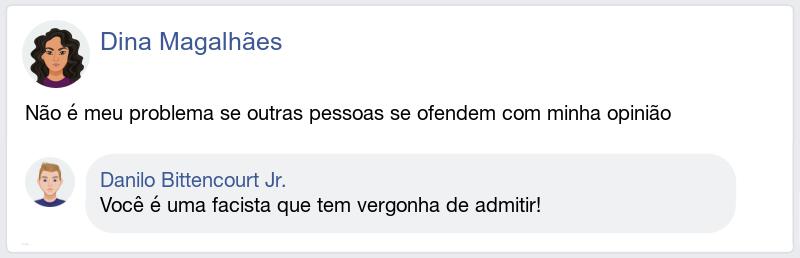 Dina Magalhães
Não é meu problema se outras pessoas se ofendem com minha opinião
Danilo Bittencourt Jr.
Você é uma facista que tem vergonha de admitir!